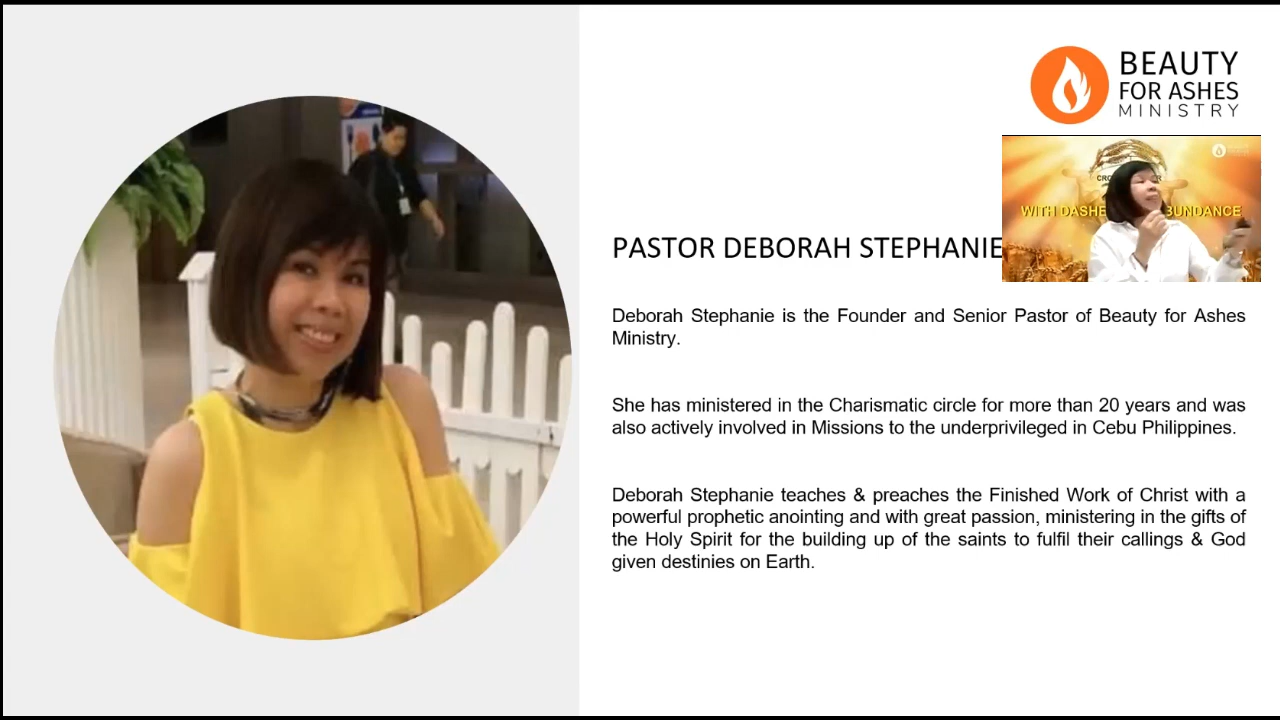 BEAUTY
FOR ASHES
MINISTRY
WITH DASHE
BUNDANCE
PASTOR DEBORAH STEPHANIE
Deborah Stephanie is the Founder and Senior Pastor of Beauty for Ashes
Ministry.
She has ministered in the Charismatic circle for more than 20 years and was
also actively involved in Missions to the underprivileged in Cebu Philippines.
Deborah Stephanie teaches & preaches the Finished Work of Christ with a
powerful prophetic anointing and with great passion, ministering in the gifts of
the Holy Spirit for the building up of the saints to fulfil their callings & God
given destinies on Earth.